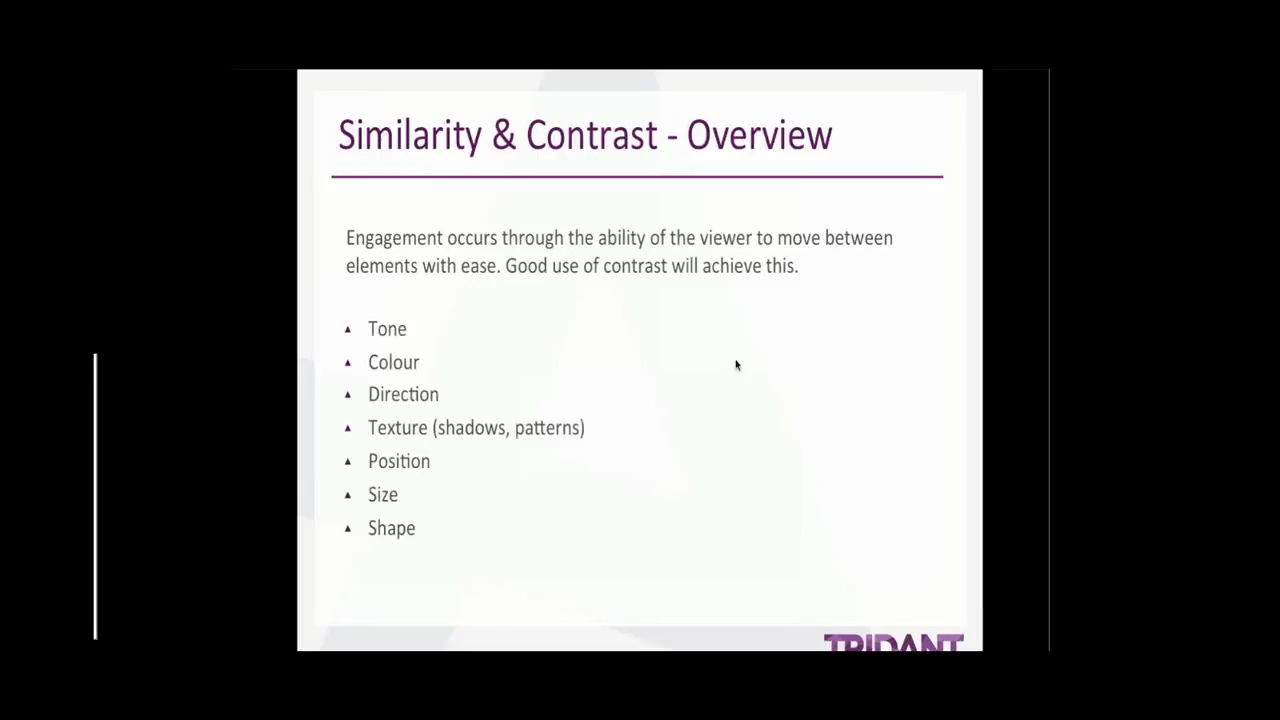 Similarity & Contrast - Overview
Engagement occurs through the ability of the viewer to move between
elements with ease. Good use of contrast will achieve this.
Tone
Colour
Direction
Texture (shadows, patterns)
Position
Size
Shape
TRIDANT